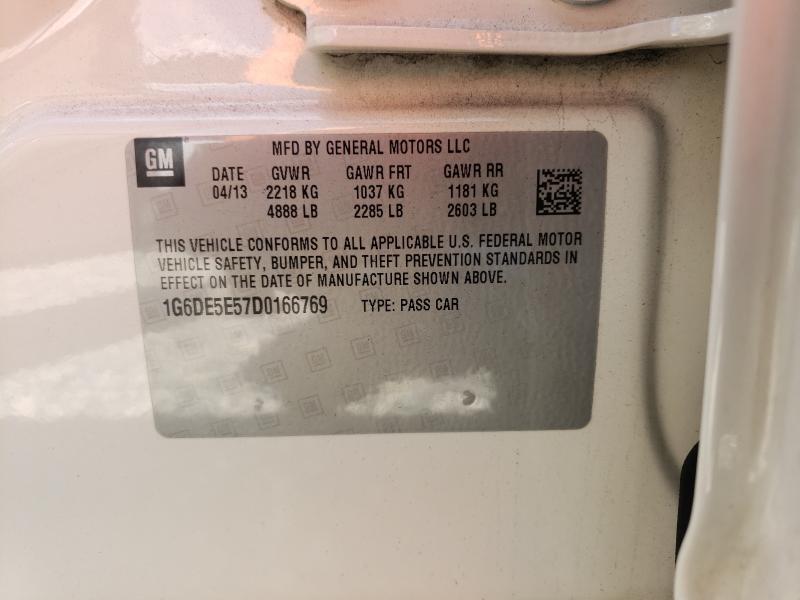 GM
MFD BY GENERAL MOTORS LLC
DATE GVWR GAWR FRT GAWR RR
04/13 2218 KG 1037 KG 1181 KG
4888 LB 2285 LB 2603 LB
THIS VEHICLE CONFORMS TO ALL APPLICABLE U.S. FEDERAL MOTOR
VEHICLE SAFETY, BUMPER, AND THEFT PREVENTION STANDARDS IN
EFFECT ON THE DATE OF MANUFACTURE SHOWN ABOVE.
1G6DE5E57D0166769 TYPE: PASS CAR